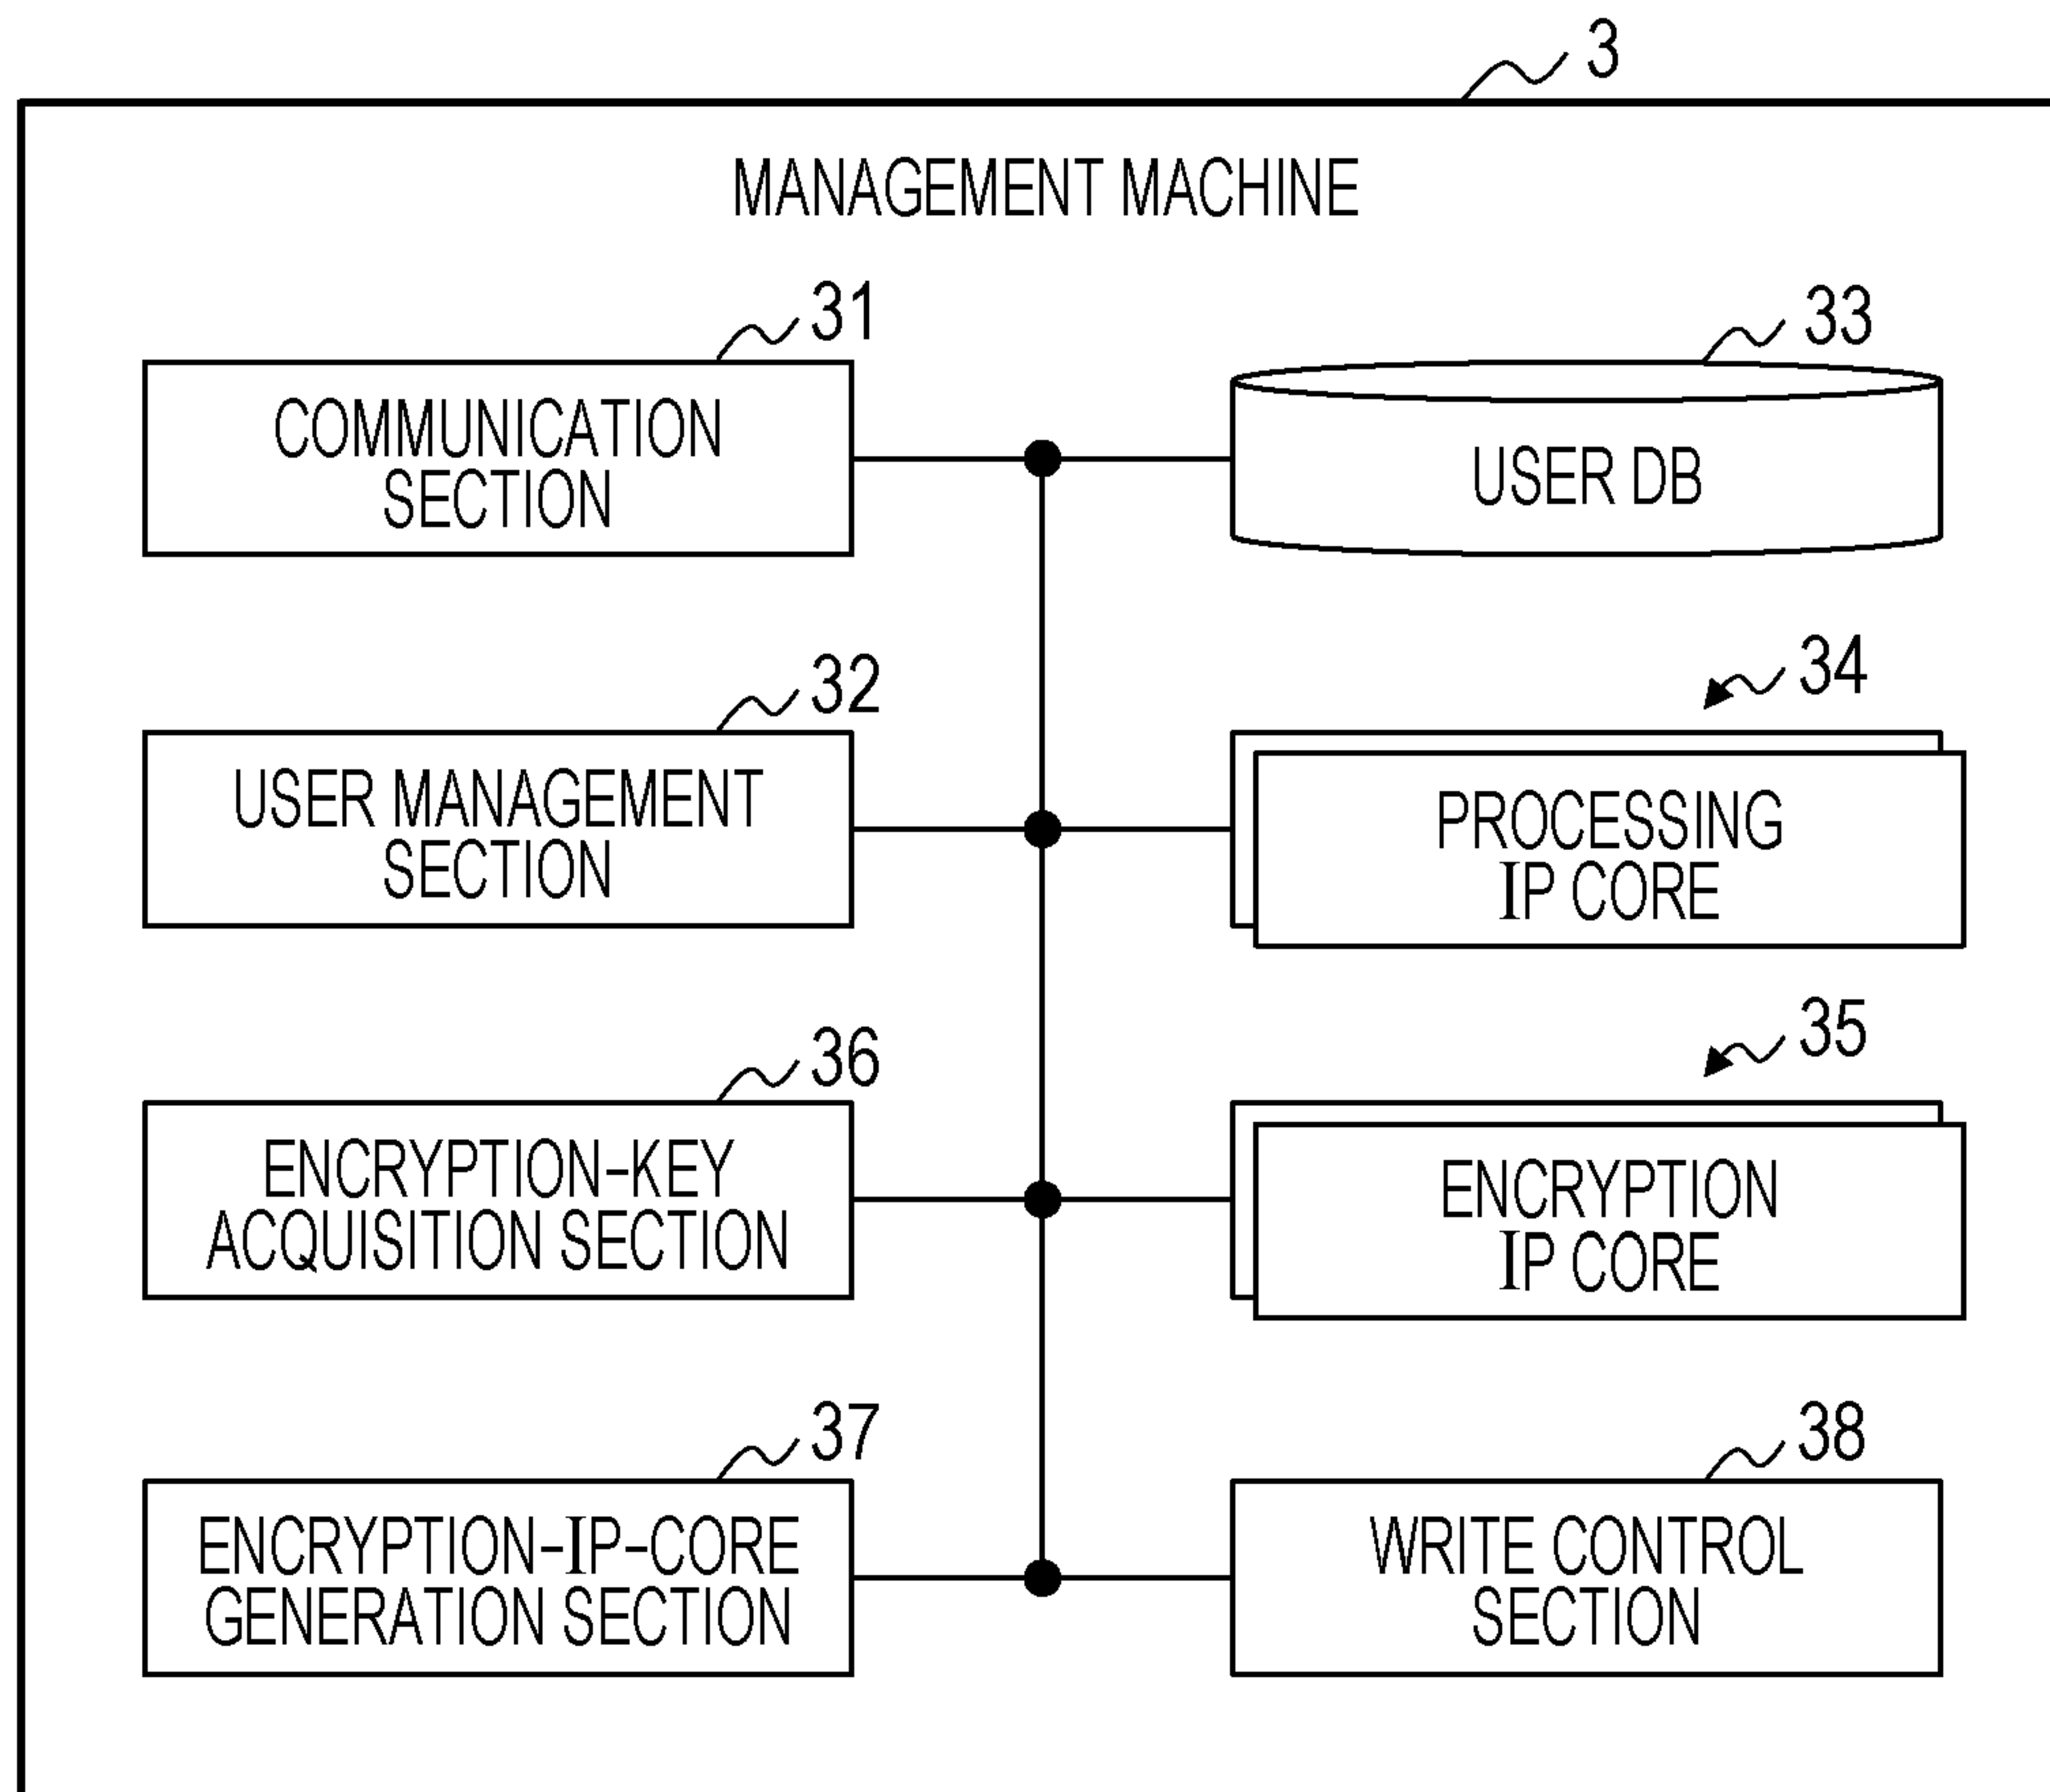 3
MANAGEMENT MACHINE
31
COMMUNICATION
SECTION
33
USER DB
32
USER MANAGEMENT
SECTION
34
PROCESSING
IP CORE
36
ENCRYPTION-KEY
ACQUISITION SECTION
35
ENCRYPTION
IP CORE
37
ENCRYPTION-IP-CORE
GENERATION SECTION
38
WRITE CONTROL
SECTION